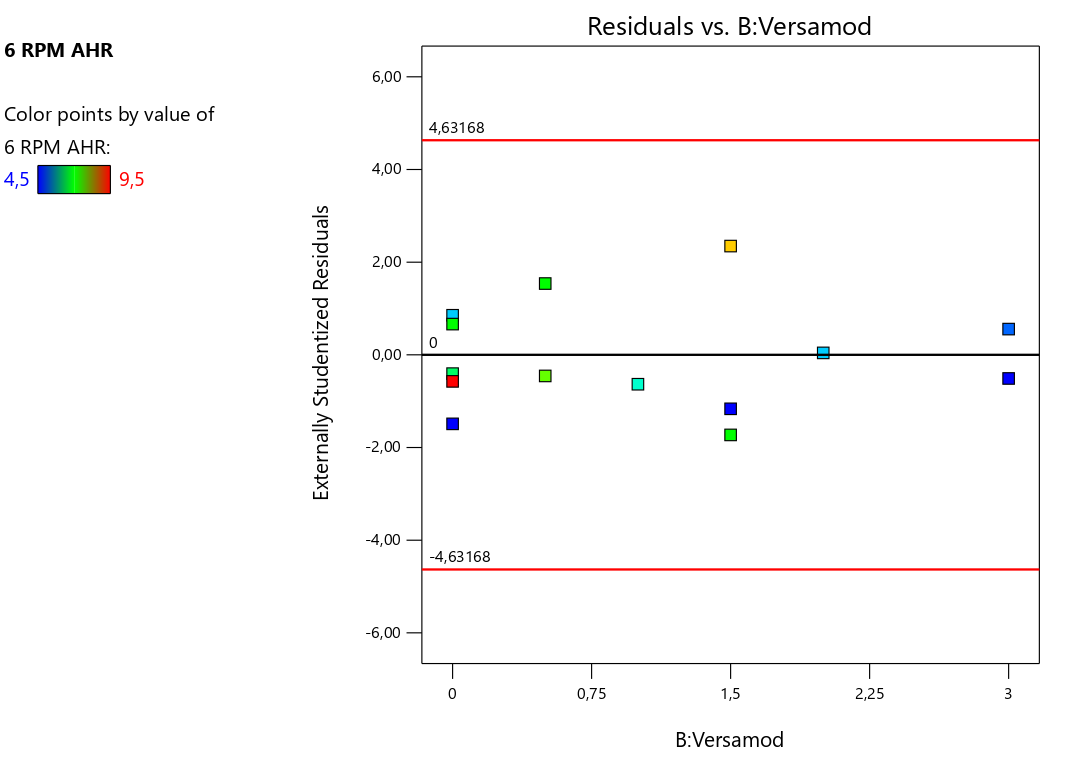 6 RPM AHR
Color points by value of
6 RPM AHR:
4,5 9,5
Residuals vs. B:Versamod
Externally Studentized Residuals
6,00
4,00
2,00
0,00
-2,00
-4,00
-6,00
4,63168
0
-4,63168
0 0,75 1,5 2,25 3
B:Versamod